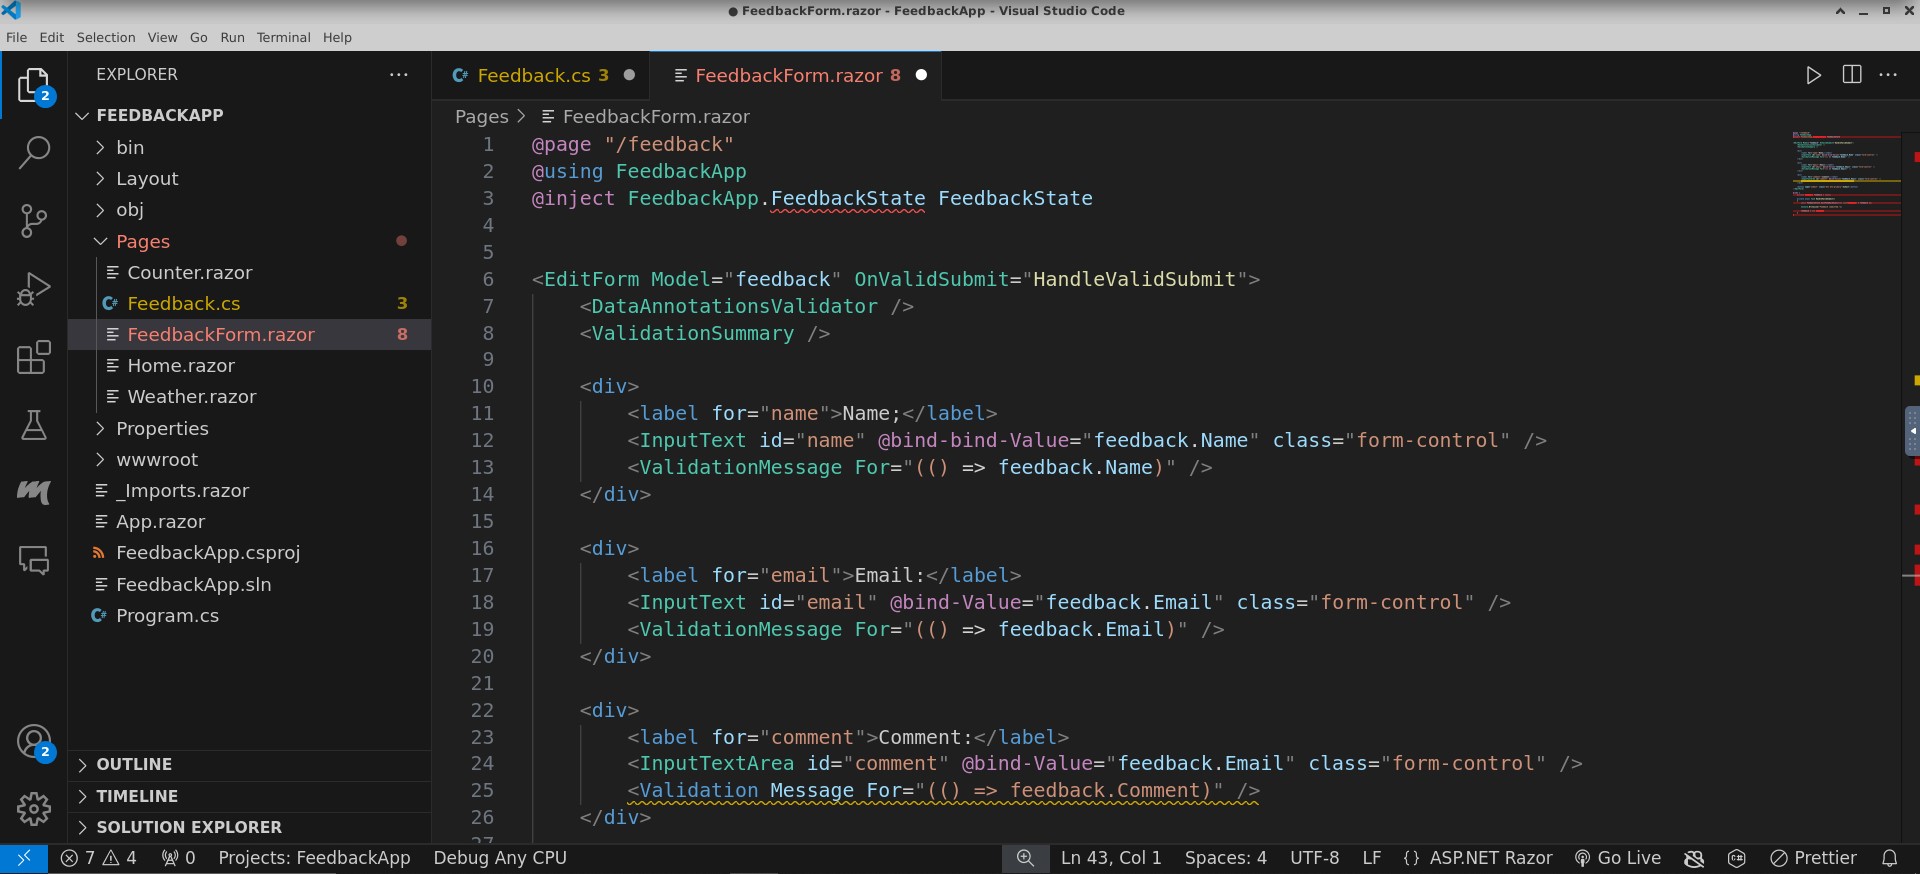 ● FeedbackForm.razor - FeedbackApp - Visual Studio Code
File Edit Selection View Go Run Terminal Help
EXPLORER
FEEDBACKAPP
bin
Layout
obj
Pages
Counter.razor
C# Feedback.cs 3
FeedbackForm.razor 8
Home.razor
Weather.razor
Properties
wwwroot
_Imports.razor
App.razor
FeedbackApp.csproj
FeedbackApp.sln
C# Program.cs
OUTLINE
TIMELINE
SOLUTION EXPLORER
2
2
C# Feedback.cs 3
FeedbackForm.razor 8
Pages > FeedbackForm.razor
1 @page "/feedback"
2 @using FeedbackApp
3 @inject FeedbackApp.FeedbackState FeedbackState
4
5
6 <EditForm Model="feedback" OnValidSubmit="HandleValidSubmit">
7     <DataAnnotationsValidator />
8     <ValidationSummary />
9
10     <div>
11         <label for="name">Name;</label>
12         <InputText id="name" @bind-bind-Value="feedback.Name" class="form-control" />
13         <ValidationMessage For="(() => feedback.Name)" />
14     </div>
15
16     <div>
17         <label for="email">Email:</label>
18         <InputText id="email" @bind-Value="feedback.Email" class="form-control" />
19         <ValidationMessage For="(() => feedback.Email)" />
20     </div>
21
22     <div>
23         <label for="comment">Comment:</label>
24         <InputTextArea id="comment" @bind-Value="feedback.Email" class="form-control" />
25         <Validation Message For="(() => feedback.Comment)" />
26     </div>
27
7 4 0 Projects: FeedbackApp Debug Any CPU Ln 43, Col 1 Spaces: 4 UTF-8 LF {} ASP.NET Razor Go Live Prettier